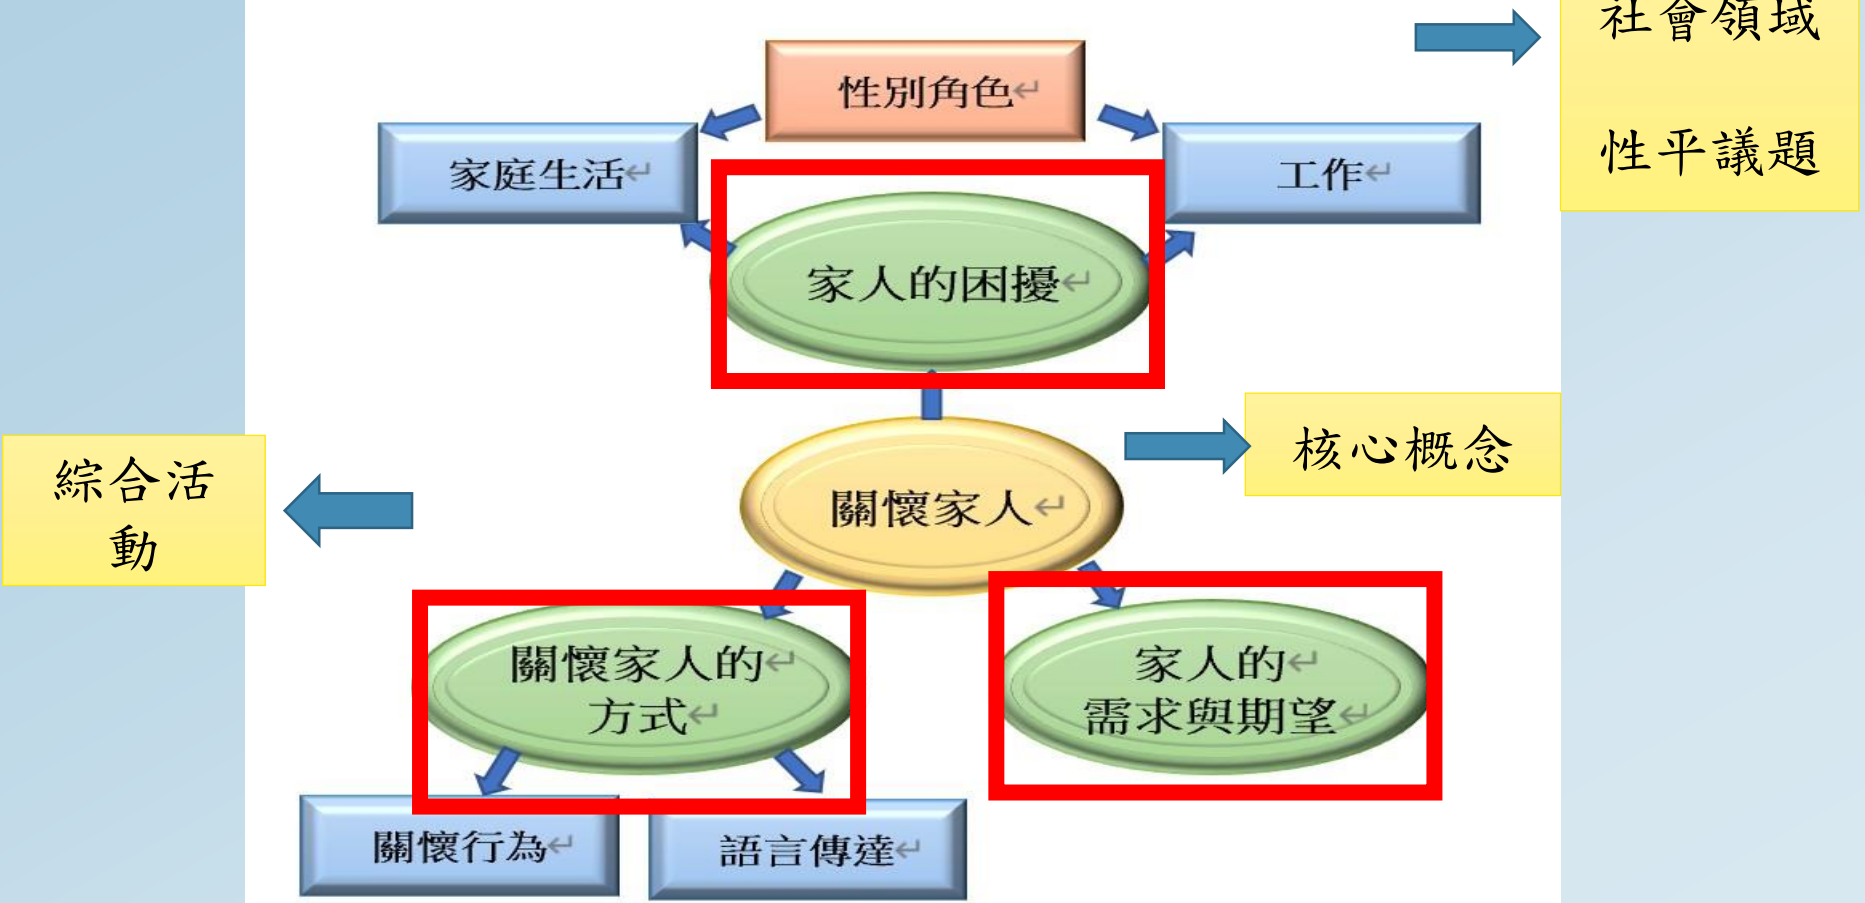 社會領域
性平議題
性別角色
家庭生活
工作
家人的困擾
核心概念
關懷家人
綜合活
動
關懷家人的
方式
家人的
需求與期望
關懷行為
語言傳達